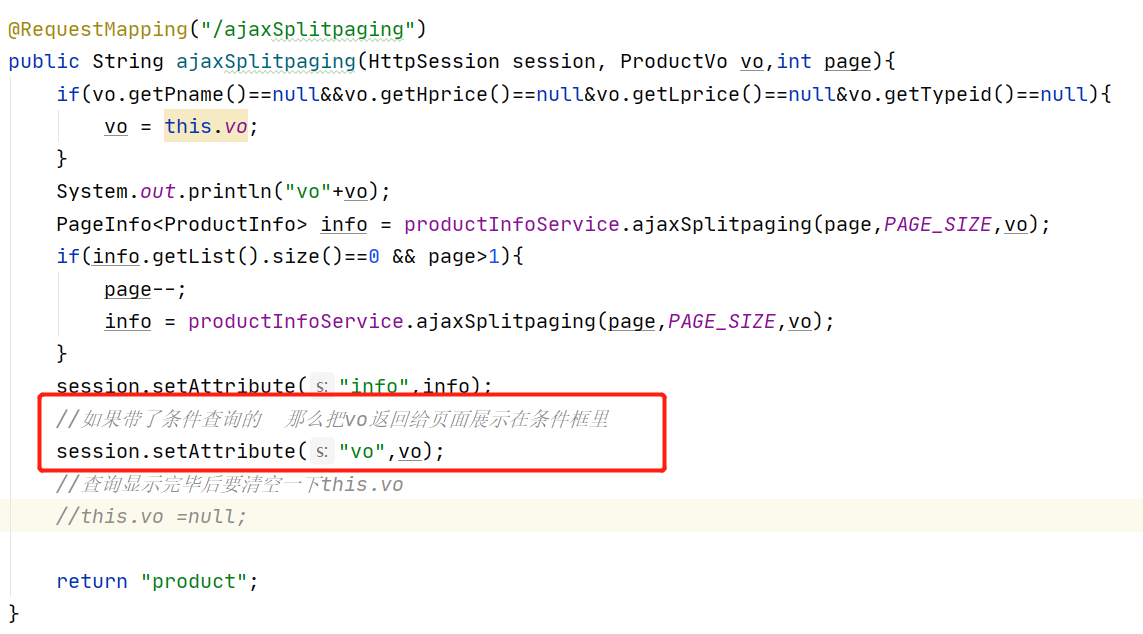 @RequestMapping("/ajaxSplitpaging")
public String ajaxSplitpaging(HttpSession session, ProductVo vo,int page){
if(vo.getPname()==null&&vo.getHprice()==null&vo.getLprice()==null&vo.getTypeid()==null){
vo = this.vo;
}
System.out.println("vo"+vo);
PageInfo<ProductInfo> info = productInfoService.ajaxSplitpaging(page,PAGE_SIZE,vo);
if(info.getList().size()==0 && page>1){
page--;
info = productInfoService.ajaxSplitpaging(page,PAGE_SIZE,vo);
}
session.setAttribute( s: "info",info);
//如果带了条件查询的  那么把vo返回给页面展示在条件框里
session.setAttribute( s: "vo",vo);
//查询显示完毕后要清空一下this.vo
//this.vo =null;
return "product";
}